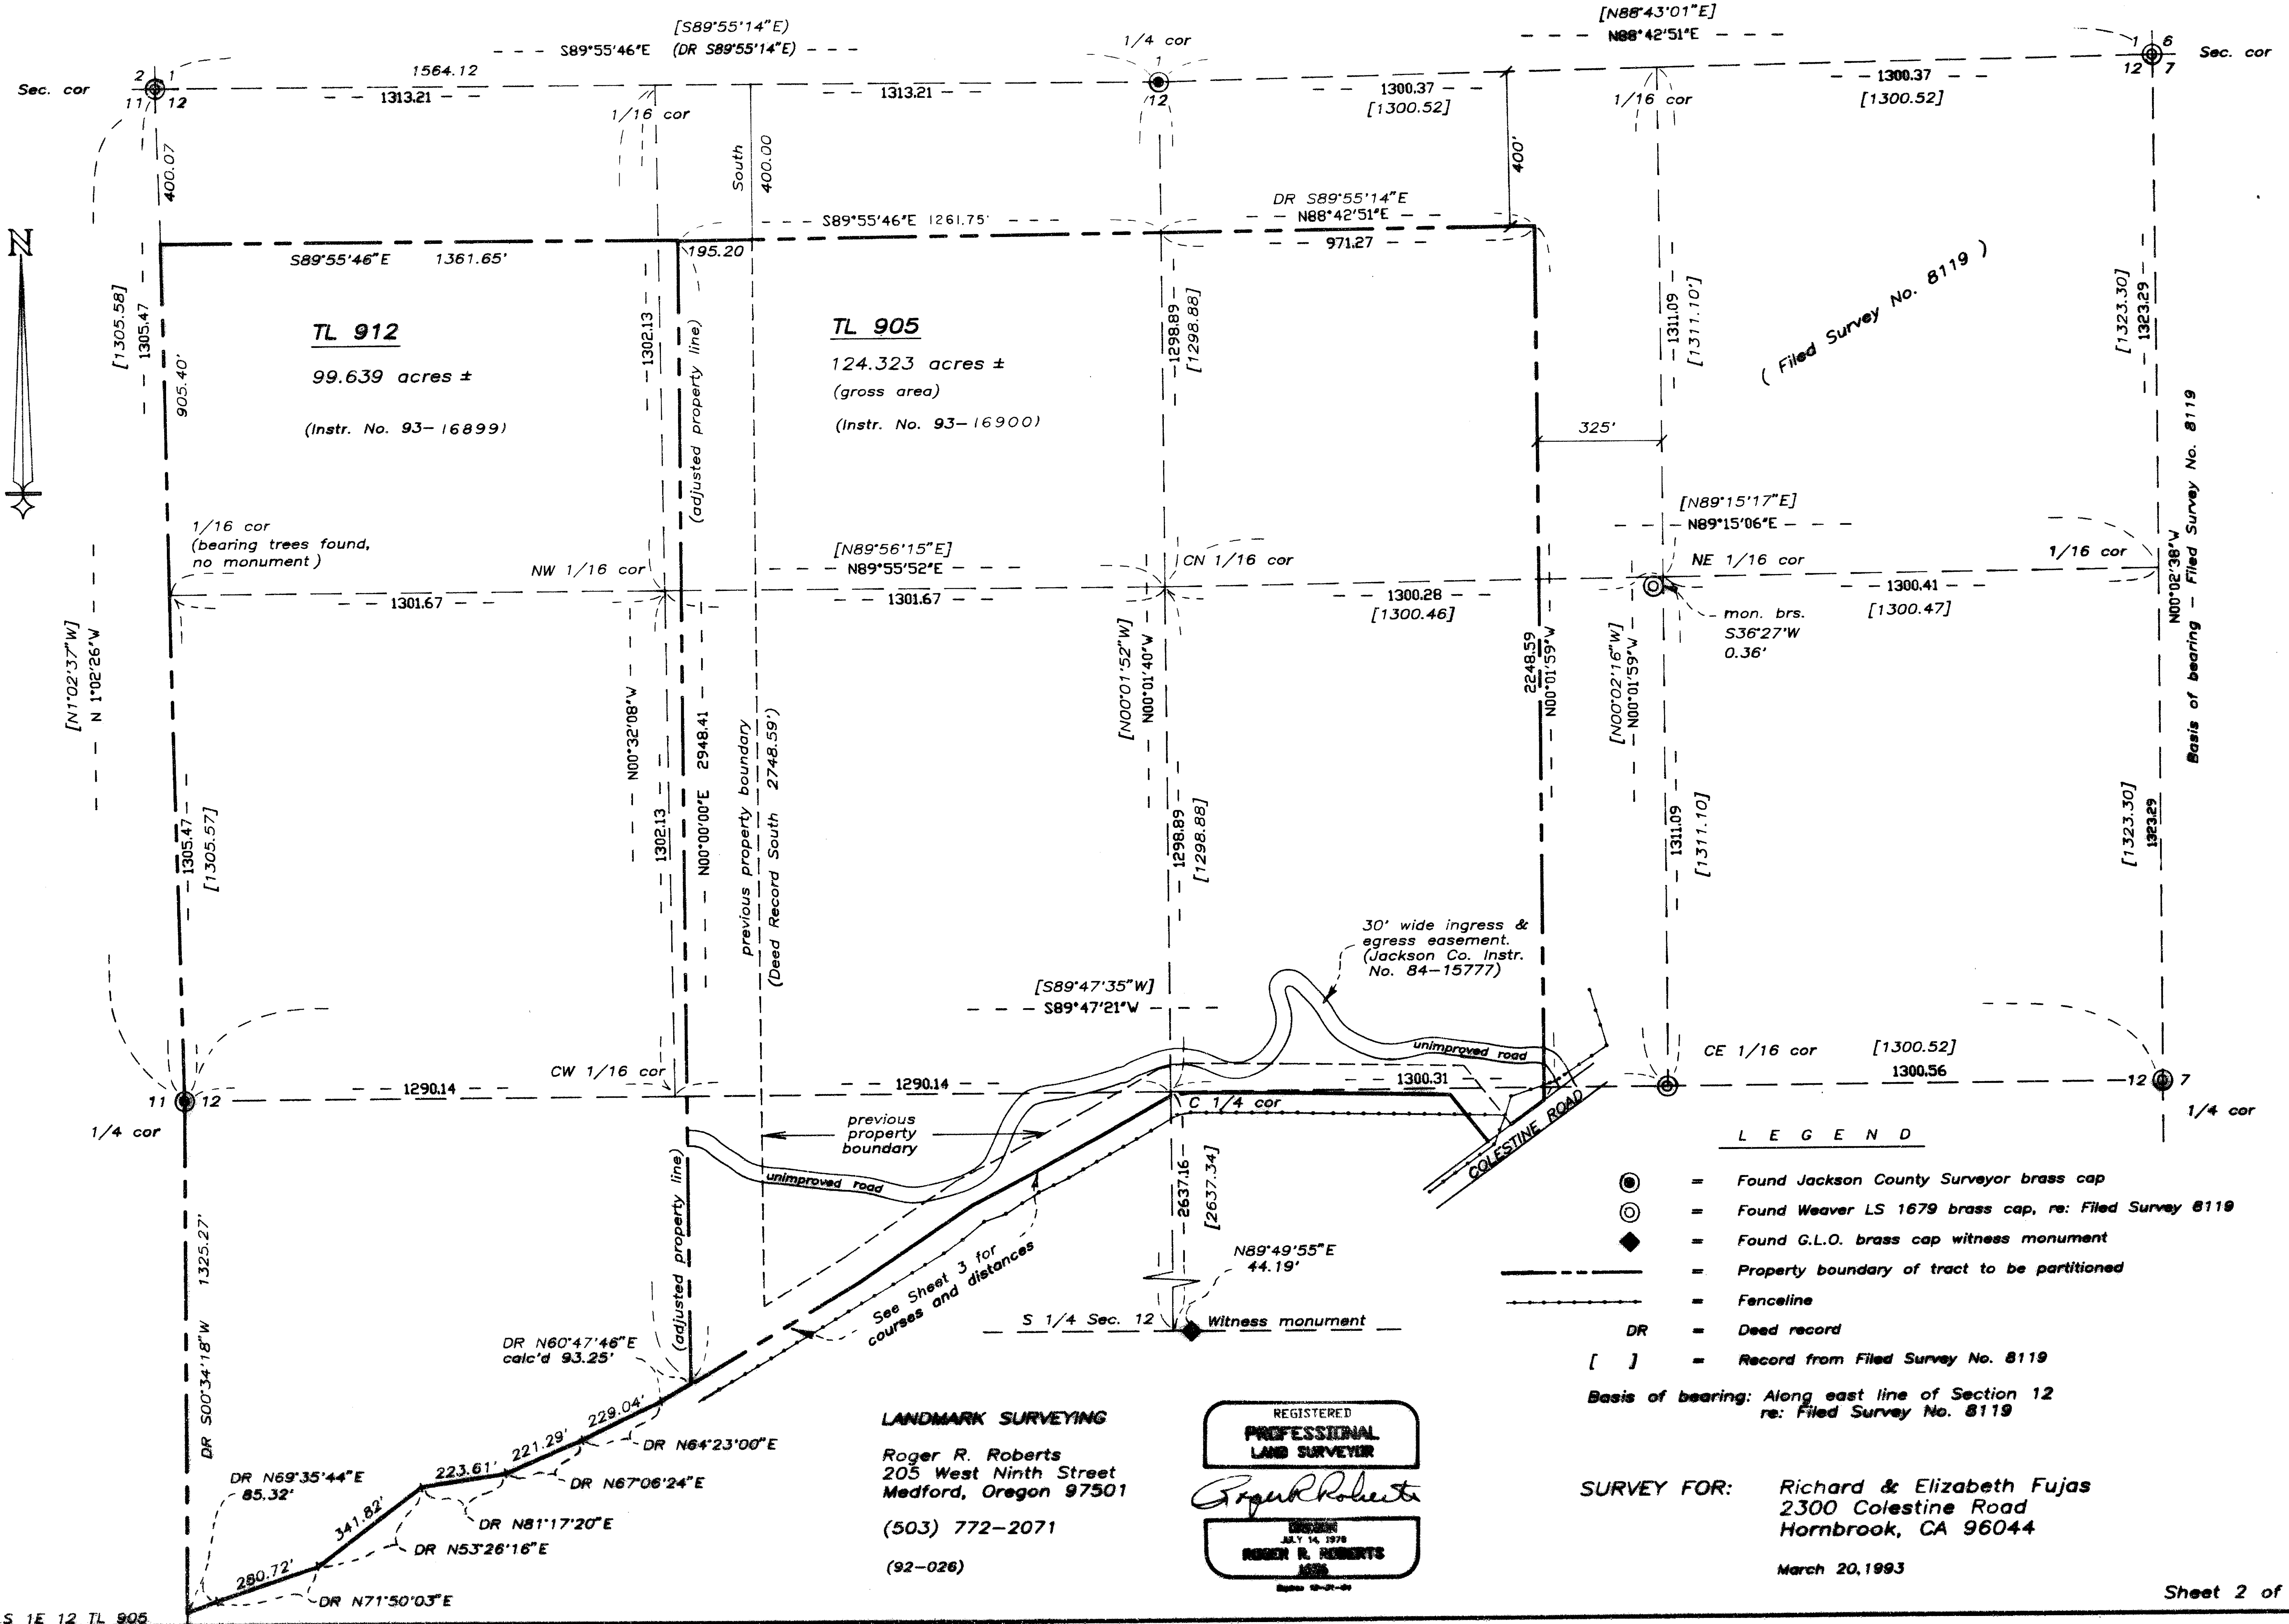 [S89°55'14"E)
S89°55'46"E (DR S89°55'14"E)
1/4 cor
[N88°43'01"E]
N88°42'51"E
Sec. cor
2 1
11 12
1564.12
1313.21
1/16 cor
1313.21
1
12
1300.37
[1300.52]
1/16 cor
1300.37
[1300.52]
1 6
12 7
Sec. cor
400.07
South
400.00
400'
N
S89°55'46"E 1261.75'
DR S89°55'14"E
N88°42'51"E
971.27
S89°55'46"E 1361.65'
195.20
[1305.58]
1305.47
905.40'
TL 912
99.639 acres ±
(Instr. No. 93-16899)
1302.13
(adjusted property line)
TL 905
124.323 acres ±
(gross area)
(Instr. No. 93-16900)
1298.89
[1298.88]
325'
1311.09
[1311.10']
( Filed Survey No. 8119 )
[1323.30]
1323.29
1/16 cor
(bearing trees found,
no monument )
NW 1/16 cor
[N89°56'15"E]
N89°55'52"E
CN 1/16 cor
[N89°15'17"E]
N89°15'06"E
NE 1/16 cor
1/16 cor
1301.67
1301.67
1300.28
[1300.46]
1300.41
[1300.47]
mon. brs.
S36°27'W
0.36'
N00°02'38"W
Basis of bearing - Filed Survey No. 8119
[N1°02'37"W]
N 1°02'26"W
N00°32'08"W
N00°00'00"E 2948.41
previous property boundary
(Deed Record South 2748.59')
[N00°01'52"W]
N00°01'40"W
2248.59
N00°01'59"W
[N00°02'16"W]
N00°01'59"W
1305.47
[1305.57]
1302.13
1298.89
[1298.88]
1311.09
[1311.10]
[1323.30]
1323.29
30' wide ingress &
egress easement.
(Jackson Co. Instr.
No. 84-15777)
[S89°47'35"W]
S89°47'21"W
unimproved road
CE 1/16 cor
[1300.52]
1300.56
11 12
1/4 cor
1290.14
CW 1/16 cor
1290.14
C 1/4 cor
1300.31
12 7
1/4 cor
previous
property
boundary
COLESTINE ROAD
unimproved road
(adjusted property line)
2637.16
[2637.34]
See Sheet 3 for
courses and distances
N89°49'55"E
44.19'
S 1/4 Sec. 12
Witness monument
LEGEND
= Found Jackson County Surveyor brass cap
= Found Weaver LS 1679 brass cap, re: Filed Survey 8119
= Found G.L.O. brass cap witness monument
= Property boundary of tract to be partitioned
= Fenceline
DR = Deed record
[ ] = Record from Filed Survey No. 8119
Basis of bearing: Along east line of Section 12
re: Filed Survey No. 8119
DR S00°34'18"W 1325.27'
DR N60°47'46"E
calc'd 93.25'
229.04'
DR N64°23'00"E
221.29'
DR N67°06'24"E
223.61'
DR N81°17'20"E
341.82'
DR N53°26'16"E
DR N69°35'44"E
85.32'
280.72'
DR N71°50'03"E
LANDMARK SURVEYING
Roger R. Roberts
205 West Ninth Street
Medford, Oregon 97501
(503) 772-2071
(92-026)
REGISTERED
PROFESSIONAL
LAND SURVEYOR
Roger R Roberts
OREGON
JULY 14, 1978
ROGER R. ROBERTS
SURVEY FOR:
Richard & Elizabeth Fujas
2300 Colestine Road
Hornbrook, CA 96044
March 20, 1993
Sheet 2 of
S 1E 12 TL 905